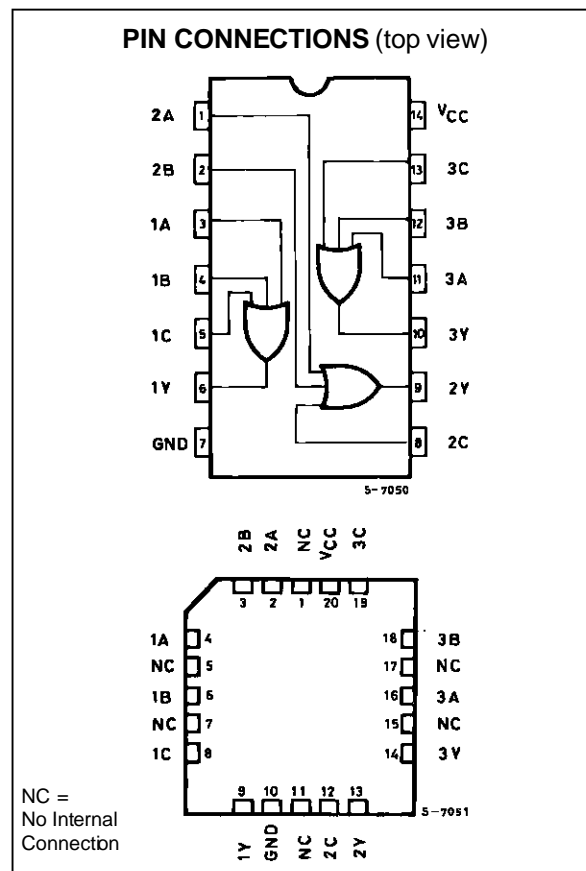 PIN CONNECTIONS (top view)
2A 1 14 VCC
2B 2 13 3C
1A 3 12 3B
1B 4 11 3A
1C 5 10 3Y
1Y 6 9 2Y
GND 7 8 2C
S-7050
2B 2A NC VCC 3C
3 2 1 20 19
1A 4 18 3B
NC 5 17 NC
1B 6 16 3A
NC 7 15 NC
1C 8 14 3Y
9 10 11 12 13
S-7051
1Y GND NC 2C 2Y
NC =
No Internal
Connection